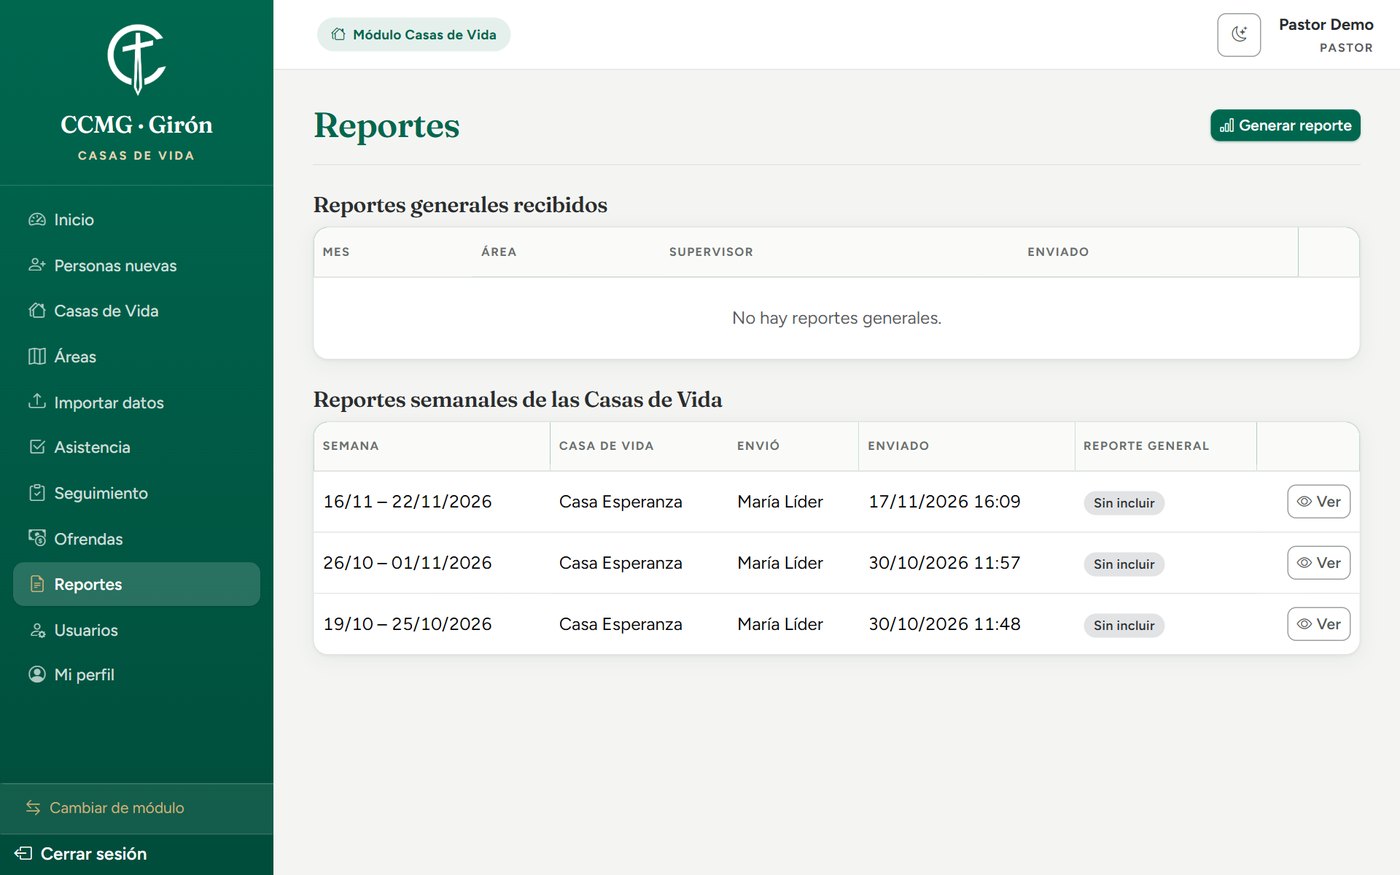 CCMG · Girón
CASAS DE VIDA
Inicio
Personas nuevas
Casas de Vida
Áreas
Importar datos
Asistencia
Seguimiento
Ofrendas
Reportes
Usuarios
Mi perfil
Cambiar de módulo
Cerrar sesión
Módulo Casas de Vida
Pastor Demo
PASTOR
Reportes
Generar reporte
Reportes generales recibidos
MES ÁREA SUPERVISOR ENVIADO
No hay reportes generales.
Reportes semanales de las Casas de Vida
SEMANA CASA DE VIDA ENVIÓ ENVIADO REPORTE GENERAL
16/11 – 22/11/2026 Casa Esperanza María Líder 17/11/2026 16:09 Sin incluir Ver
26/10 – 01/11/2026 Casa Esperanza María Líder 30/10/2026 11:57 Sin incluir Ver
19/10 – 25/10/2026 Casa Esperanza María Líder 30/10/2026 11:48 Sin incluir Ver